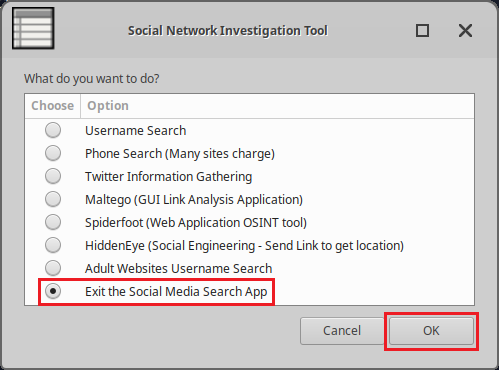 Social Network Investigation Tool
What do you want to do?
Choose Option
Username Search
Phone Search (Many sites charge)
Twitter Information Gathering
Maltego (GUI Link Analysis Application)
Spiderfoot (Web Application OSINT tool)
HiddenEye (Social Engineering - Send Link to get location)
Adult Websites Username Search
Exit the Social Media Search App
Cancel OK